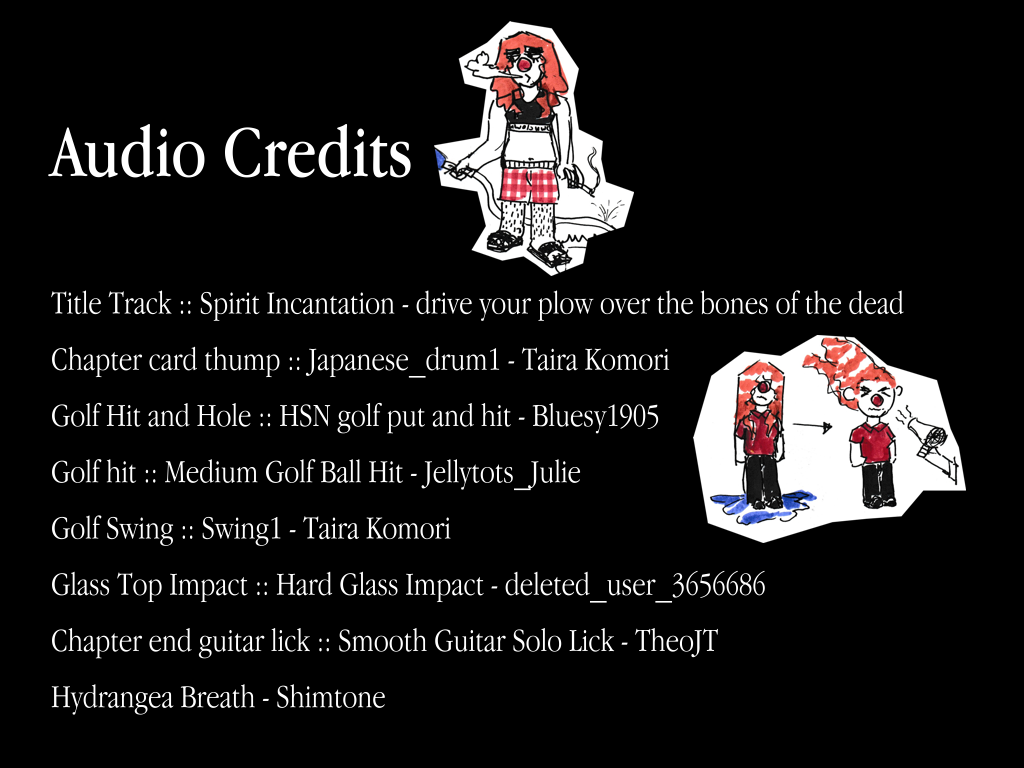 Audio Credits
Title Track :: Spirit Incantation - drive your plow over the bones of the dead
Chapter card thump :: Japanese_drum1 - Taira Komori
Golf Hit and Hole :: HSN golf put and hit - Bluesy1905
Golf hit :: Medium Golf Ball Hit - Jellytots_Julie
Golf Swing :: Swing1 - Taira Komori
Glass Top Impact :: Hard Glass Impact - deleted_user_3656686
Chapter end guitar lick :: Smooth Guitar Solo Lick - TheoJT
Hydrangea Breath - Shimtone